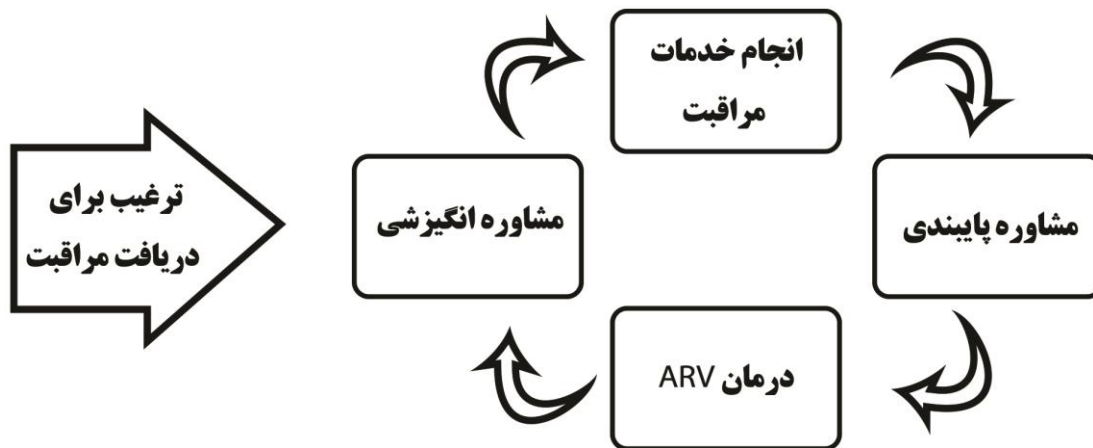 انجام خدمات
مراقبت
ترغیب برای
دریافت مراقبت
مشاوره انگیزشی
مشاوره پایبندی
درمان ARV